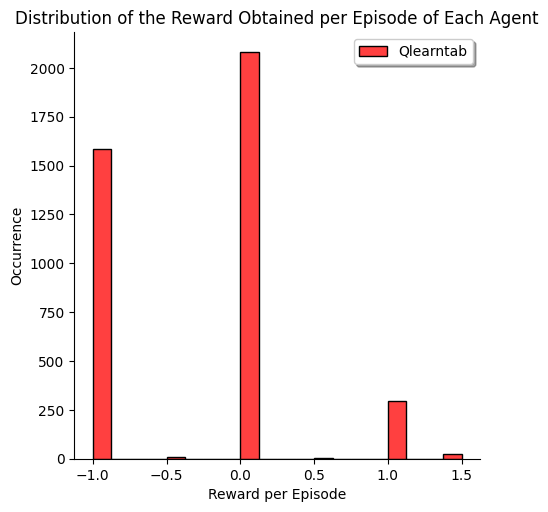 Distribution of the Reward Obtained per Episode of Each Agent
Qlearntab
2000
1750
1500
1250
1000
750
500
250
0
Occurrence
−1.0 −0.5 0.0 0.5 1.0 1.5
Reward per Episode